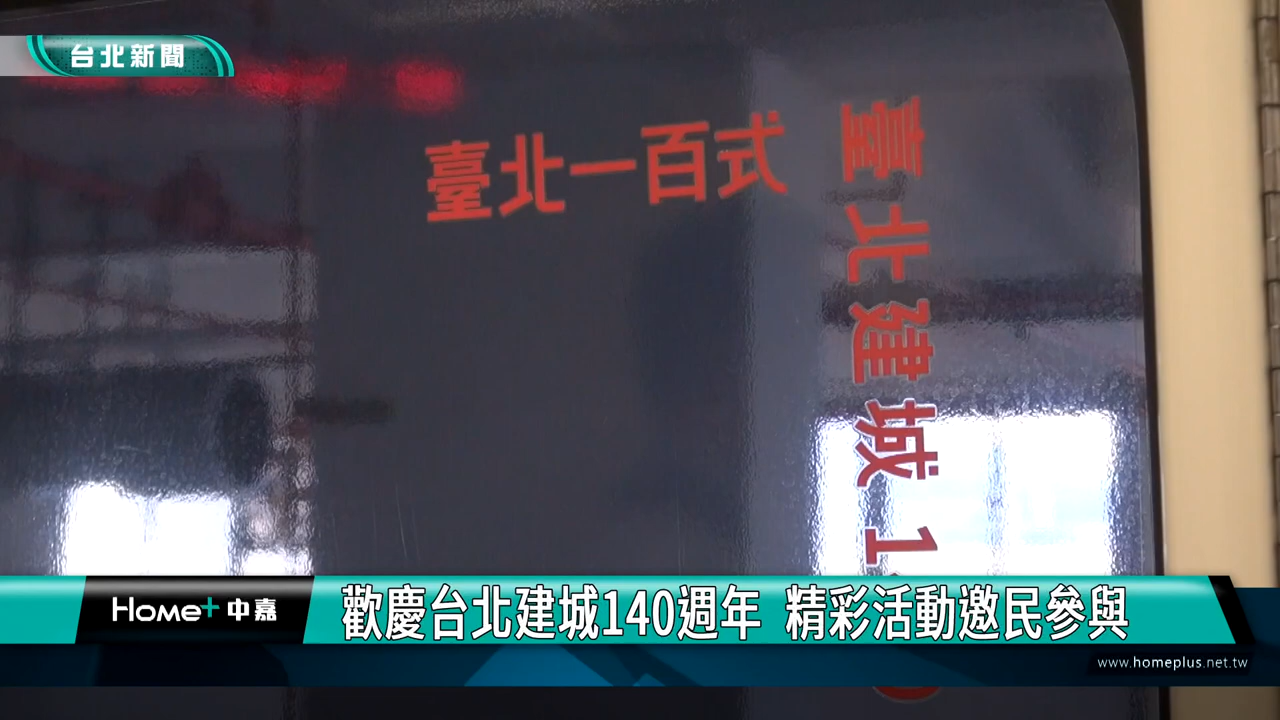 台北新聞
臺北一百式
臺北建城1
Home+中嘉
歡慶台北建城140週年 精彩活動邀民參與
www.homeplus.net.tw